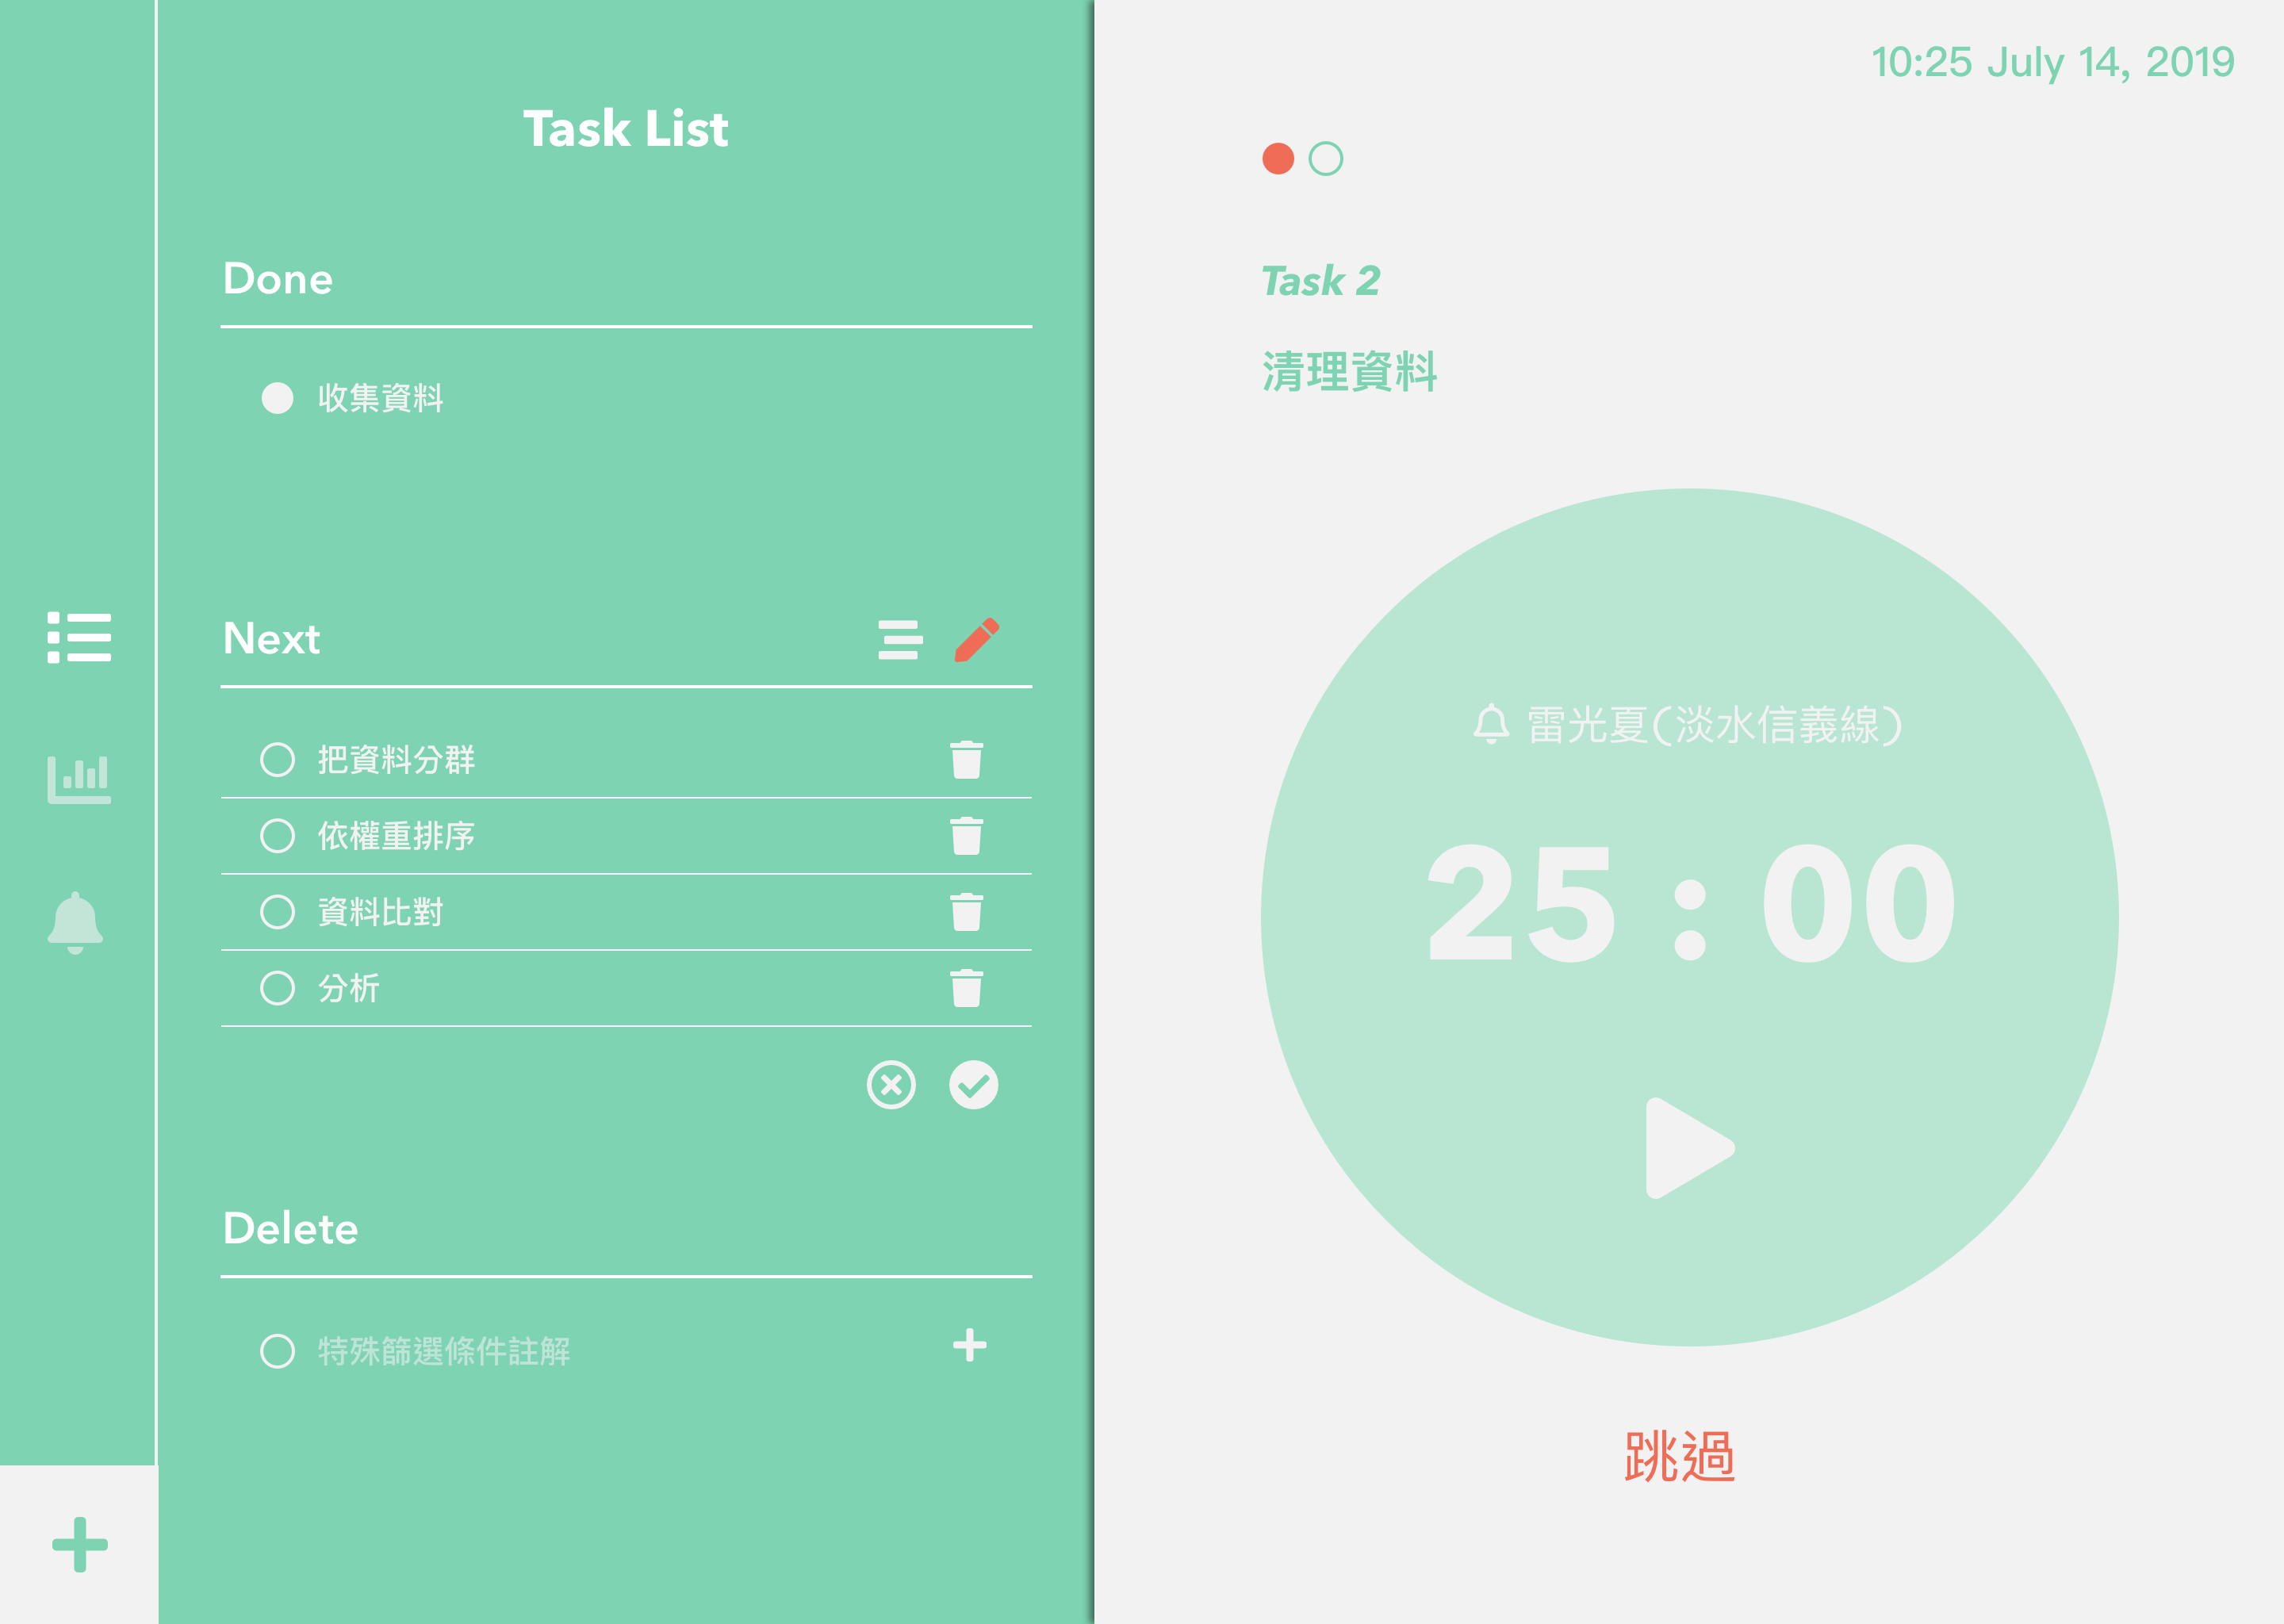 Task List
Done
收集資料
Next
把資料分群
依權重排序
資料比對
分析
Delete
特殊篩選條件註解
10:25 July 14, 2019
Task 2
清理資料
雷光夏(淡水信義線)
25 : 00
跳過